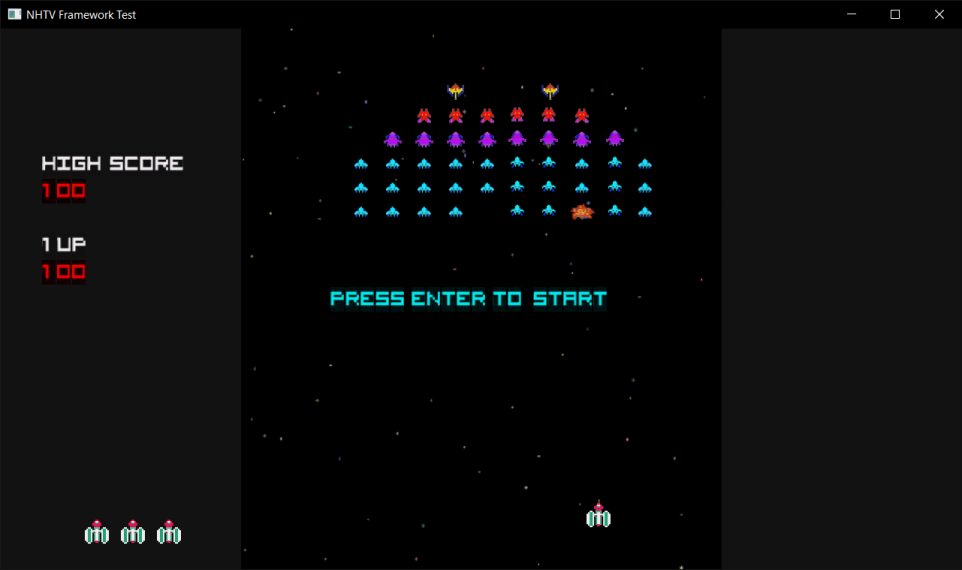 NHTV Framework Test
HIGH SCORE
100
1 UP
100
PRESS ENTER TO START